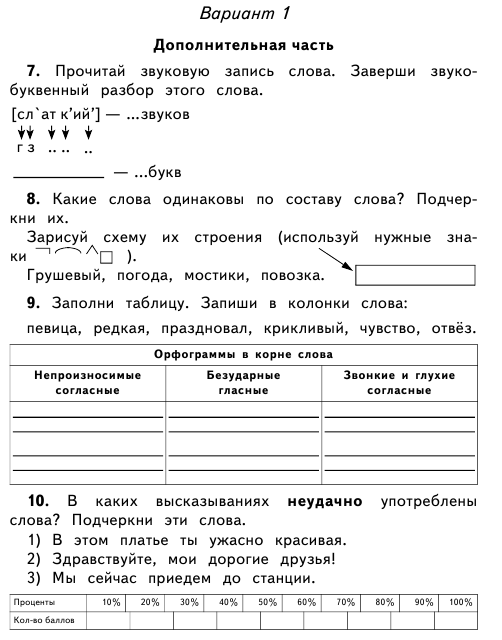 Вариант 1
Дополнительная часть
7. Прочитай звуковую запись слова. Заверши звуко-
буквенный разбор этого слова.
[сл`ат к’ий’] — ...звуков
г з .. .. ..
— ...букв
8. Какие слова одинаковы по составу слова? Подчер-
кни их.
Зарисуй схему их строения (используй нужные зна-
ки ).
Грушевый, погода, мостики, повозка.
9. Заполни таблицу. Запиши в колонки слова:
певица, редкая, праздновал, крикливый, чувство, отвёз.
Орфограммы в корне слова
Непроизносимые согласные Безударные гласные Звонкие и глухие согласные
10. В каких высказываниях неудачно употреблены
слова? Подчеркни эти слова.
1) В этом платье ты ужасно красивая.
2) Здравствуйте, мои дорогие друзья!
3) Мы сейчас приедем до станции.
Проценты 10% 20% 30% 40% 50% 60% 70% 80% 90% 100%
Кол-во баллов